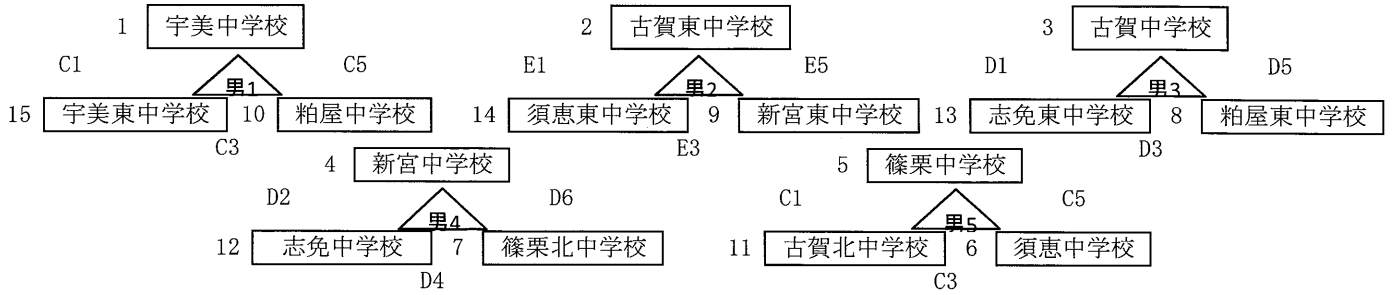 1 宇美中学校 2 古賀東中学校 3 古賀中学校
C1 C5 E1 E5 D1 D5
男1 男2 男3
15 宇美東中学校 10 粕屋中学校 14 須恵東中学校 9 新宮東中学校 13 志免東中学校 8 粕屋東中学校
C3 E3 D3
4 新宮中学校 5 篠栗中学校
D2 D6 C1 C5
男4 男5
12 志免中学校 7 篠栗北中学校 11 古賀北中学校 6 須恵中学校
D4 C3